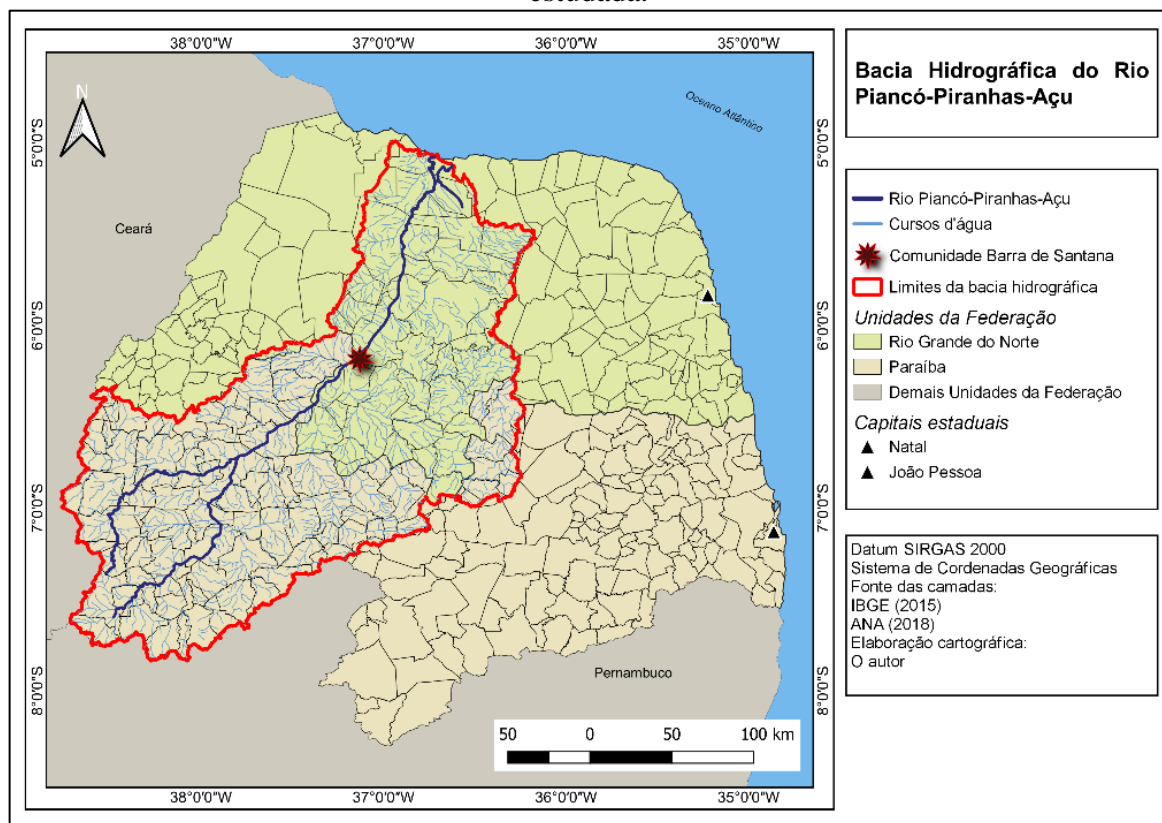 estudada.
38°0'0"W 37°0'0"W 36°0'0"W 35°0'0"W
N
Oceano Atlântico
Ceará
Pernambuco
5°0'0"S
6°0'0"S
7°0'0"S
8°0'0"S
5°0'0"S
6°0'0"S
7°0'0"S
8°0'0"S
50 0 50 100 km
38°0'0"W 37°0'0"W 36°0'0"W 35°0'0"W
Bacia Hidrográfica do Rio
Piancó-Piranhas-Açu
Rio Piancó-Piranhas-Açu
Cursos d'água
Comunidade Barra de Santana
Limites da bacia hidrográfica
Unidades da Federação
Rio Grande do Norte
Paraíba
Demais Unidades da Federação
Capitais estaduais
Natal
João Pessoa
Datum SIRGAS 2000
Sistema de Cordenadas Geográficas
Fonte das camadas:
IBGE (2015)
ANA (2018)
Elaboração cartográfica:
O autor